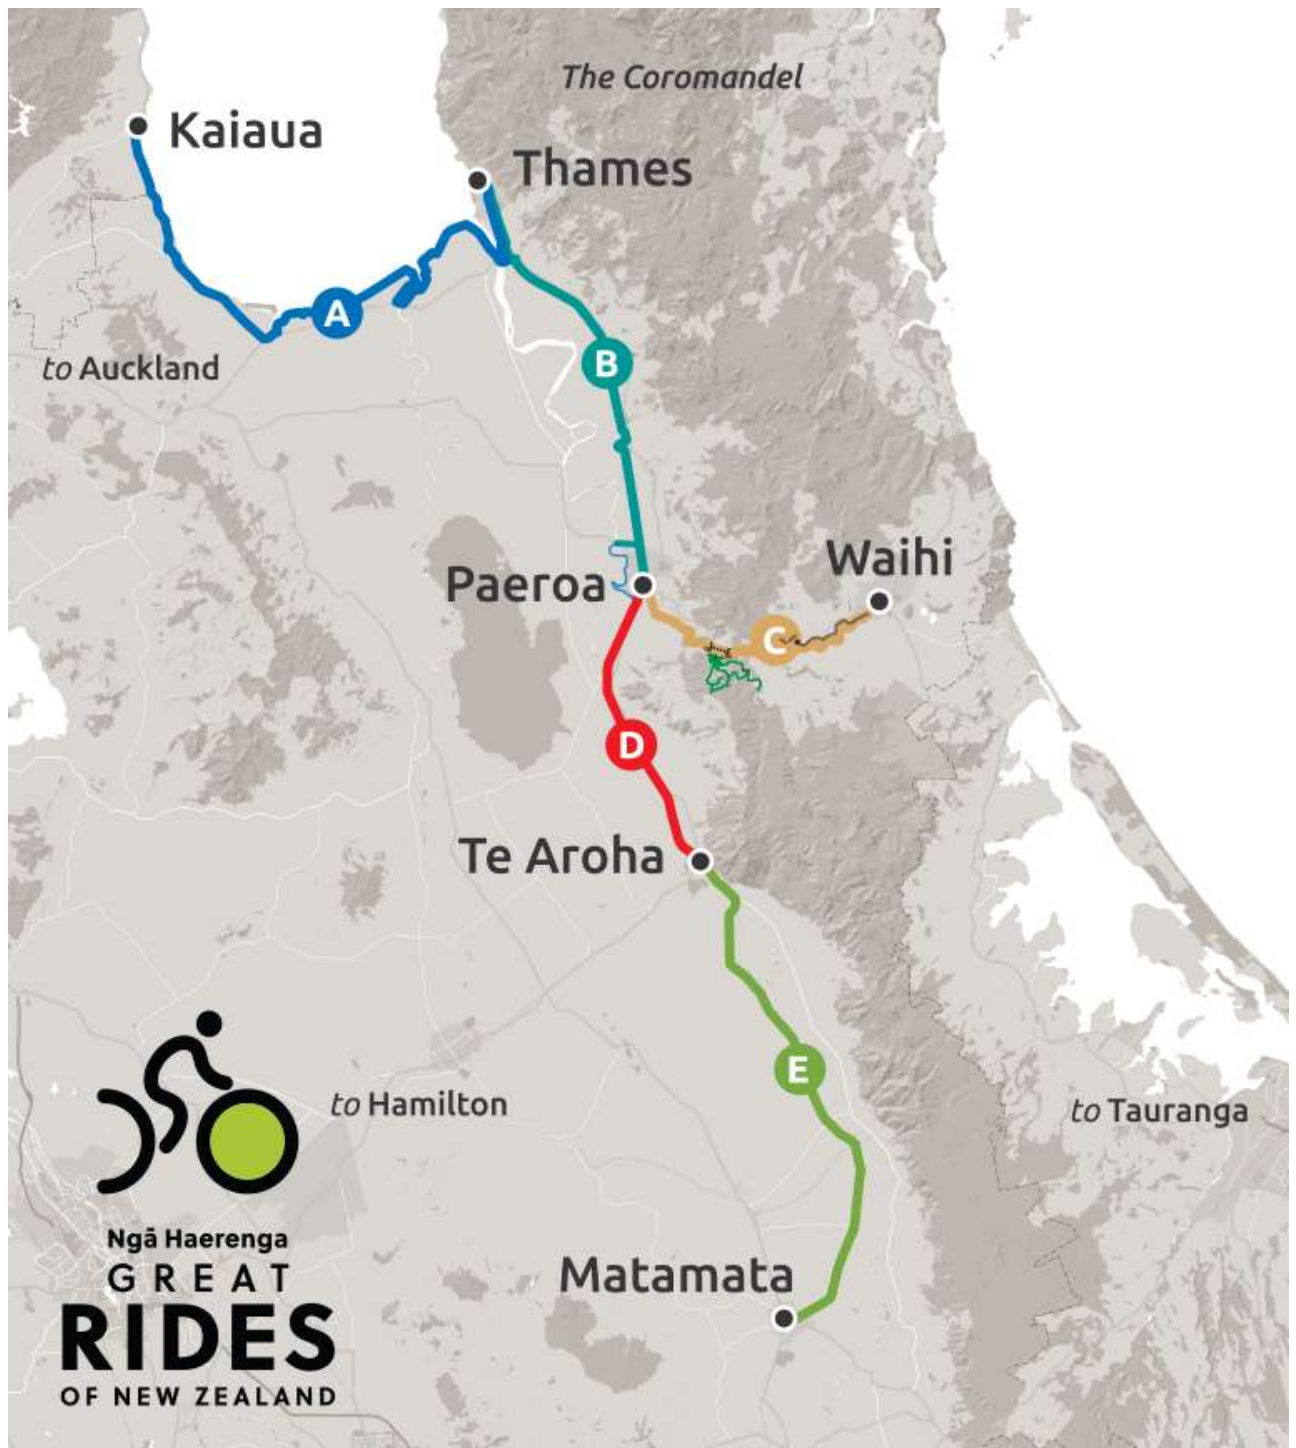 The Coromandel
Kaiaua
Thames
A
to Auckland
B
Waihi
Paeroa
C
D
Te Aroha
E
to Hamilton
to Tauranga
Matamata
Ngā Haerenga
GREAT
RIDES
OF NEW ZEALAND